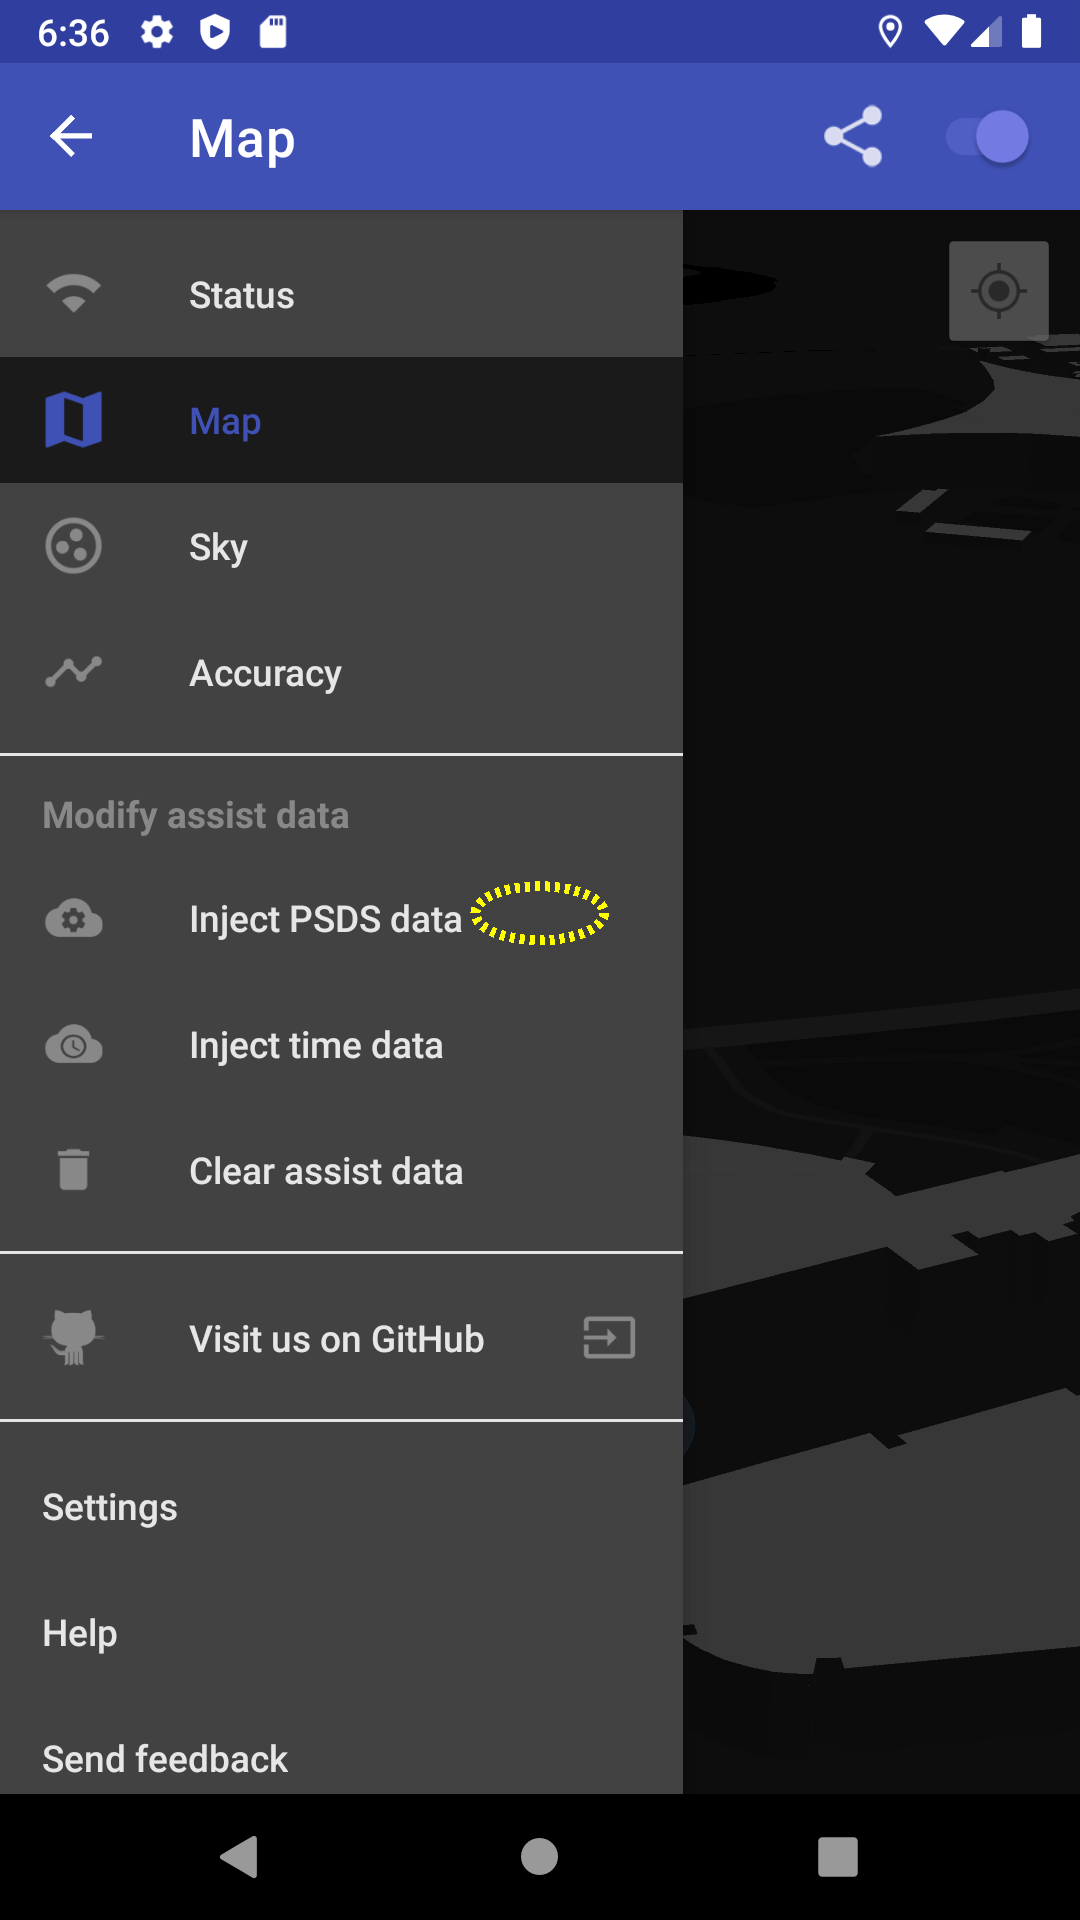 6:36
Map
Status
Map
Sky
Accuracy
Modify assist data
Inject PSDS data
Inject time data
Clear assist data
Visit us on GitHub
Settings
Help
Send feedback